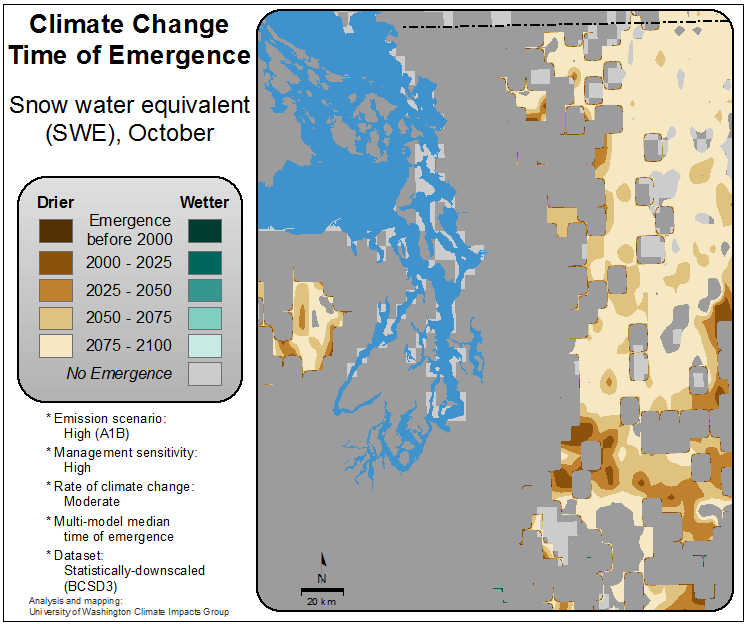 Climate Change
Time of Emergence
Snow water equivalent
(SWE), October
Drier
Wetter
Emergence
before 2000
2000 - 2025
2025 - 2050
2050 - 2075
2075 - 2100
No Emergence
* Emission scenario:
High (A1B)
* Management sensitivity:
High
* Rate of climate change:
Moderate
* Multi-model median
time of emergence
* Dataset:
Statistically-downscaled
(BCSD3)
Analysis and mapping:
University of Washington Climate Impacts Group
N
20 km